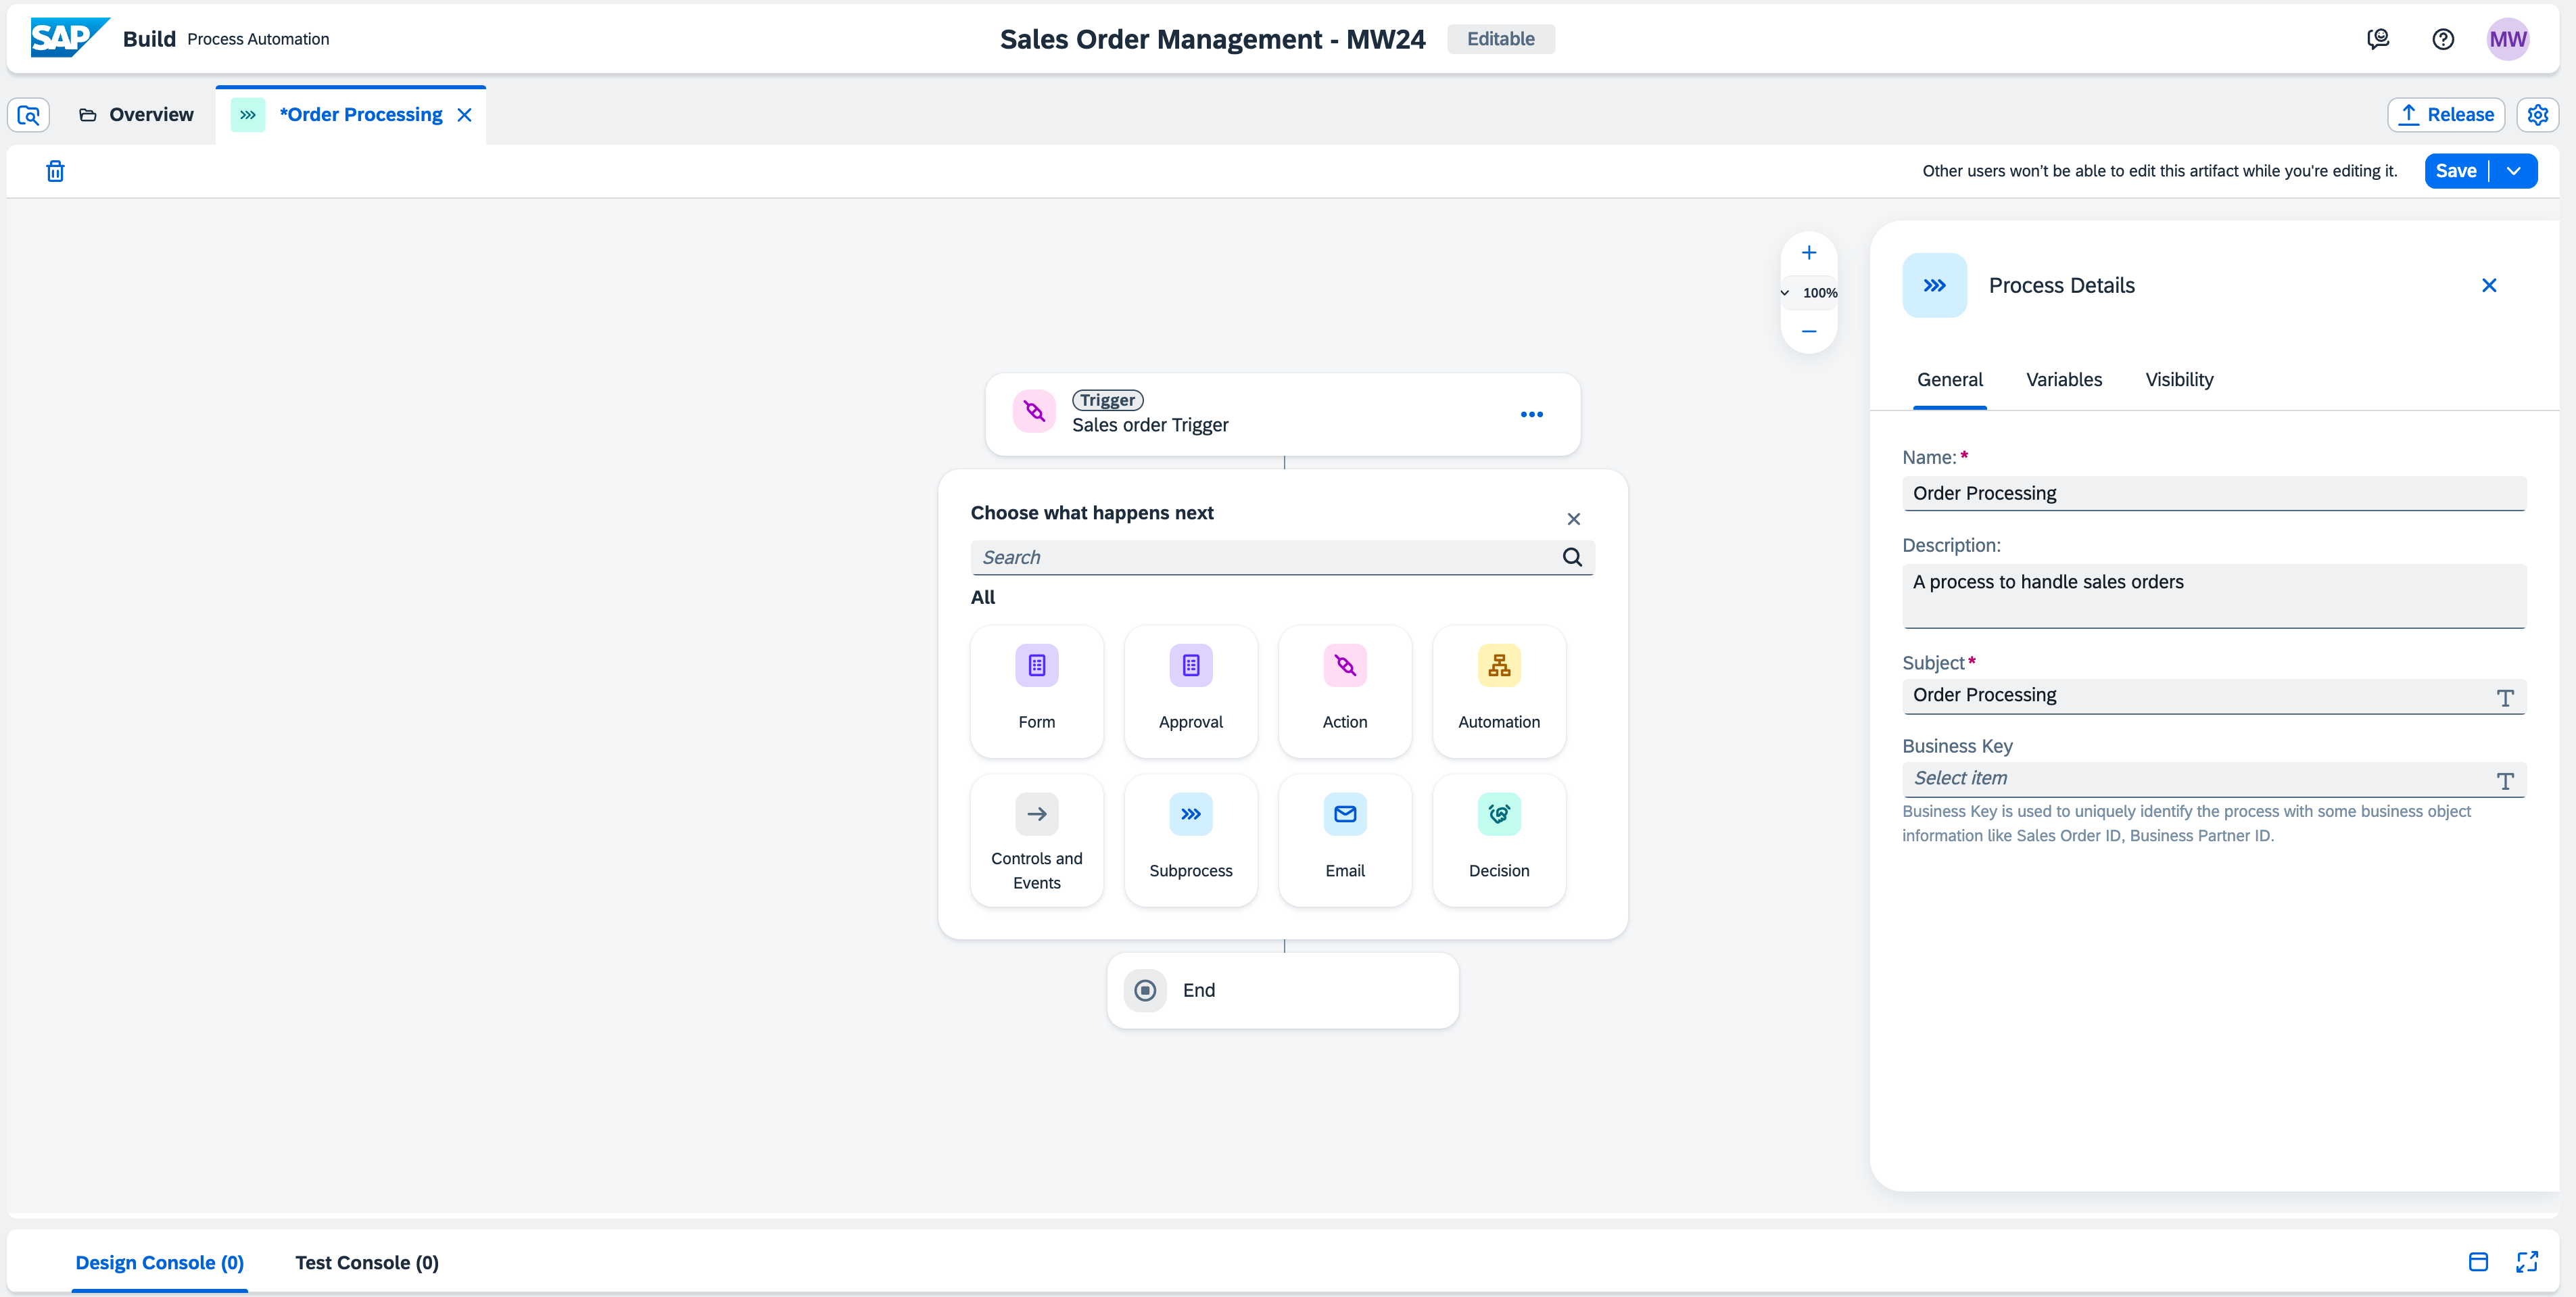 SAP Build Process Automation
Sales Order Management - MW24 Editable
MW
Overview
*Order Processing
Release
Other users won't be able to edit this artifact while you're editing it.
Save
100%
Trigger
Sales order Trigger
Choose what happens next
Search
All
Form
Approval
Action
Automation
Controls and
Events
Subprocess
Email
Decision
End
Process Details
General Variables Visibility
Name:*
Order Processing
Description:
A process to handle sales orders
Subject*
Order Processing
Business Key
Select item
Business Key is used to uniquely identify the process with some business object
information like Sales Order ID, Business Partner ID.
Design Console (0) Test Console (0)